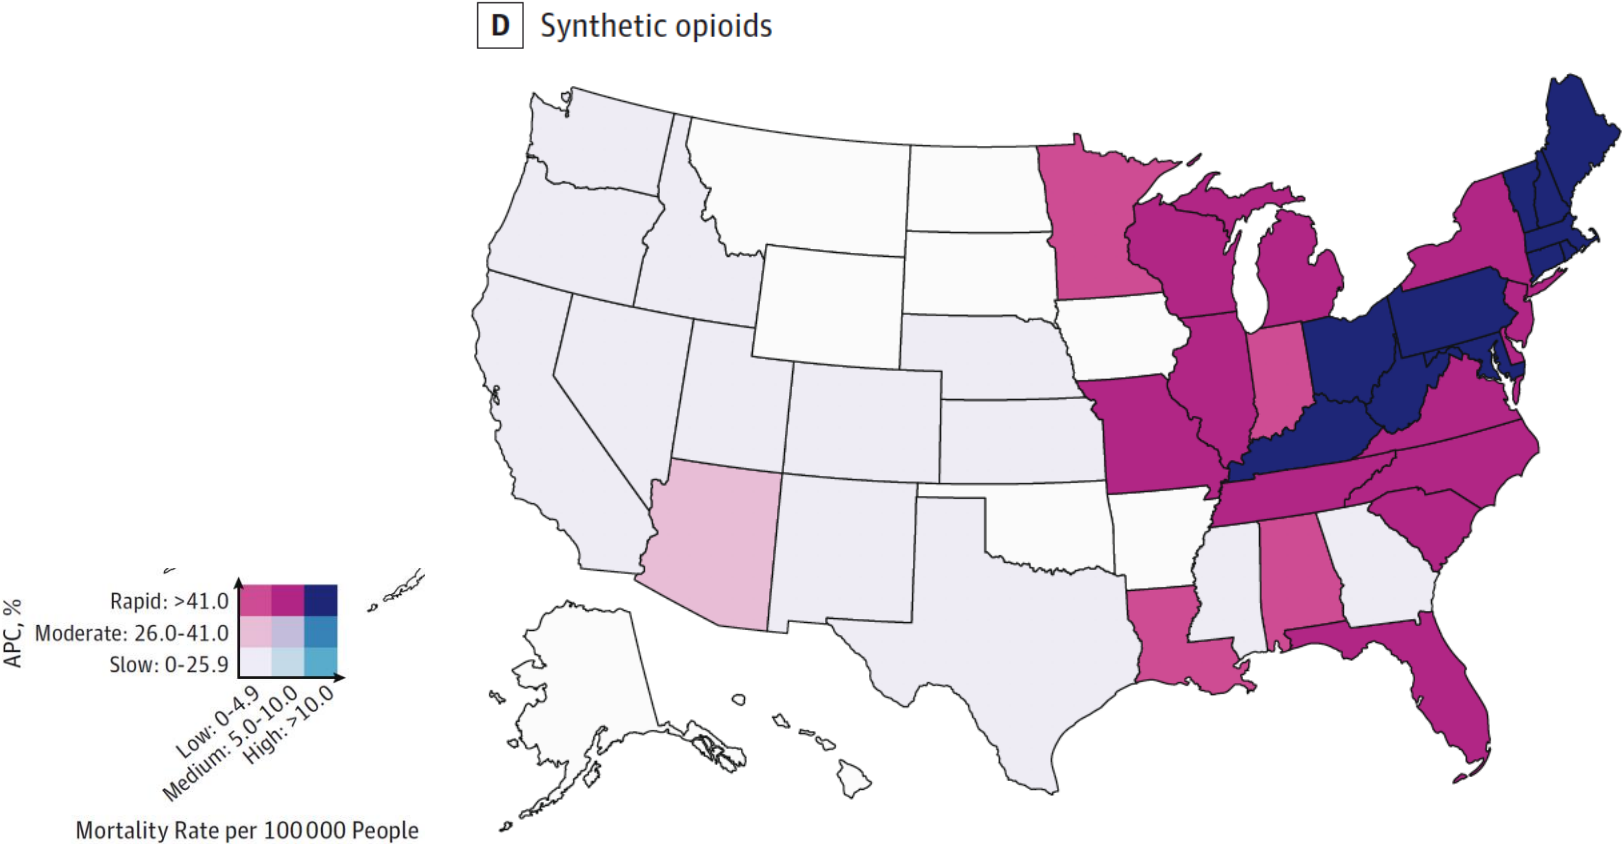 D Synthetic opioids
APC, %
Rapid: >41.0
Moderate: 26.0-41.0
Slow: 0-25.9
Low: 0-4.9
Medium: 5.0-10.0
High: >10.0
Mortality Rate per 100 000 People